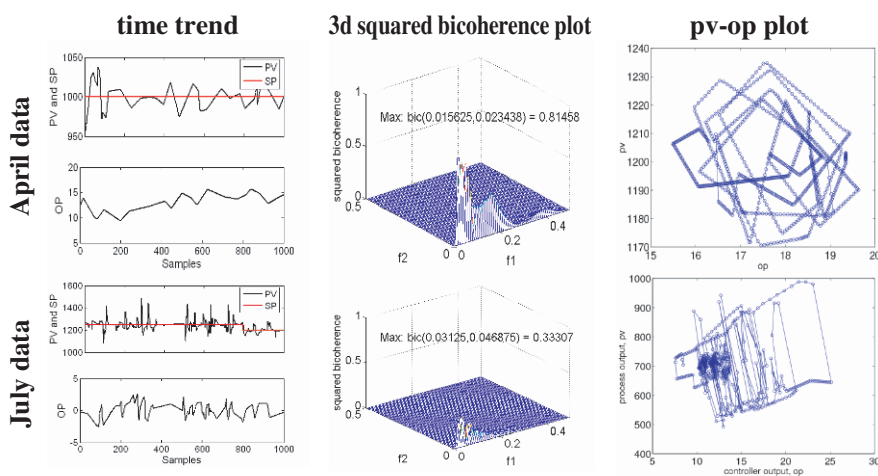 time trend
3d squared bicoherence plot
pv-op plot
April data
PV and SP
1050
1000
950
PV
SP
OP
20
15
10
5
0 200 400 600 800 1000
Samples
squared bicoherence
1
0.5
0
Max: bic(0.015625,0.023438) = 0.81458
0.5
f2
0 0
0.2
0.4
f1
pv
1240
1230
1220
1210
1200
1190
1180
1170
15 16 17 18 19 20
op
July data
PV and SP
1600
1400
1200
1000
PV
SP
OP
5
0
-5
0 200 400 600 800 1000
Samples
squared bicoherence
1
0.5
0
Max: bic(0.03125,0.046875) = 0.33307
0.5
f2
0 0
0.2
0.4
f1
process output, pv
1000
900
800
700
600
500
400
5 10 15 20 25 30
controller output, op